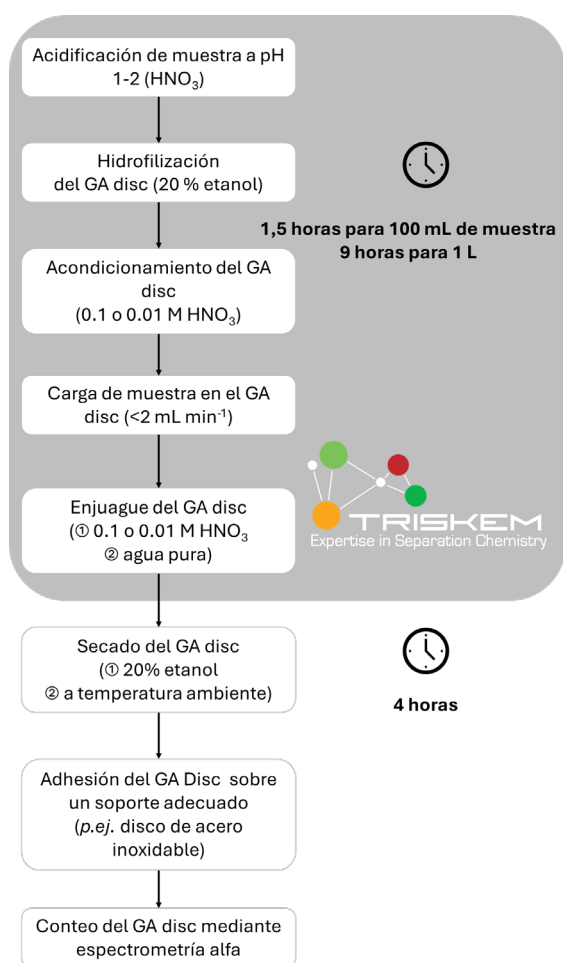 Acidificación de muestra a pH
1-2 (HNO₃)
Hidrofilización
del GA disc (20 % etanol)
1,5 horas para 100 mL de muestra
9 horas para 1 L
Acondicionamiento del GA
disc
(0.1 o 0.01 M HNO₃)
Carga de muestra en el GA
disc (<2 mL min⁻¹)
Enjuague del GA disc
(① 0.1 o 0.01 M HNO₃
② agua pura)
TRISKEM
Expertise in Separation Chemistry
Secado del GA disc
(① 20% etanol
② a temperatura ambiente)
4 horas
Adhesión del GA Disc sobre
un soporte adecuado
(p.ej. disco de acero
inoxidable)
Conteo del GA disc mediante
espectrometría alfa